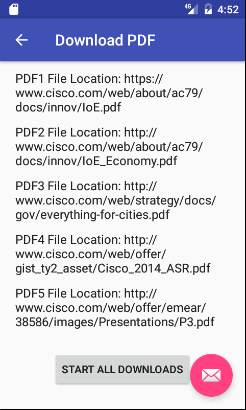 4G 4:52
Download PDF
PDF1 File Location: https://
www.cisco.com/web/about/ac79/
docs/innov/IoE.pdf
PDF2 File Location: http://
www.cisco.com/web/about/ac79/
docs/innov/IoE_Economy.pdf
PDF3 File Location: http://
www.cisco.com/web/strategy/docs/
gov/everything-for-cities.pdf
PDF4 File Location: http://
www.cisco.com/web/offer/
gist_ty2_asset/Cisco_2014_ASR.pdf
PDF5 File Location: http://
www.cisco.com/web/offer/emear/
38586/images/Presentations/P3.pdf
START ALL DOWNLOADS